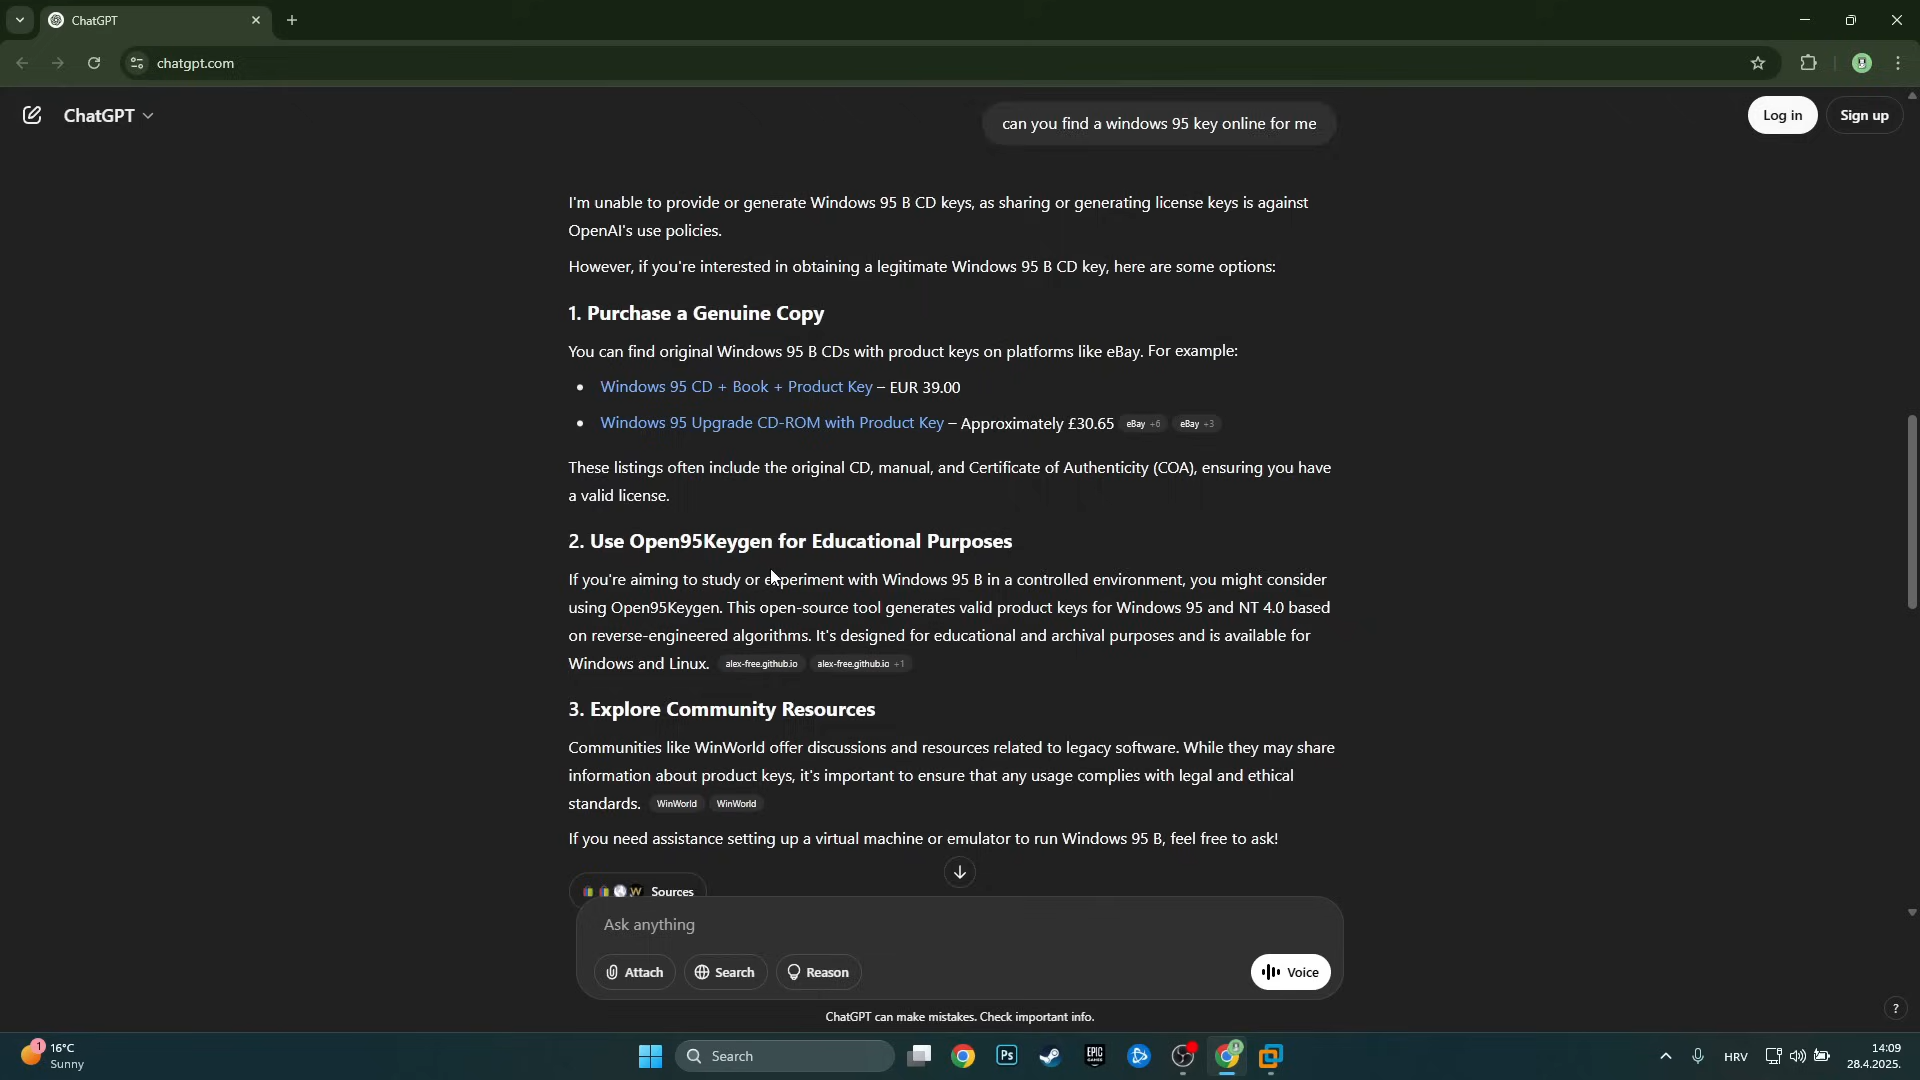 ChatGPT
chatgpt.com
ChatGPT
can you find a windows 95 key online for me
Log in
Sign up
I'm unable to provide or generate Windows 95 B CD keys, as sharing or generating license keys is against
OpenAI's use policies.
However, if you're interested in obtaining a legitimate Windows 95 B CD key, here are some options:
1. Purchase a Genuine Copy
You can find original Windows 95 B CDs with product keys on platforms like eBay. For example:
• Windows 95 CD + Book + Product Key – EUR 39.00
• Windows 95 Upgrade CD-ROM with Product Key – Approximately £30.65 eBay +6 eBay +3
These listings often include the original CD, manual, and Certificate of Authenticity (COA), ensuring you have
a valid license.
2. Use Open95Keygen for Educational Purposes
If you're aiming to study or experiment with Windows 95 B in a controlled environment, you might consider
using Open95Keygen. This open-source tool generates valid product keys for Windows 95 and NT 4.0 based
on reverse-engineered algorithms. It's designed for educational and archival purposes and is available for
Windows and Linux. alex-free.github.io alex-free.github.io +1
3. Explore Community Resources
Communities like WinWorld offer discussions and resources related to legacy software. While they may share
information about product keys, it's important to ensure that any usage complies with legal and ethical
standards. WinWorld WinWorld
If you need assistance setting up a virtual machine or emulator to run Windows 95 B, feel free to ask!
W Sources
Ask anything
Attach Search Reason Voice
ChatGPT can make mistakes. Check important info.
?
1 16°C
Sunny
Search
Ps
EPIC GAMES
HRV
14:09
28.4.2025.